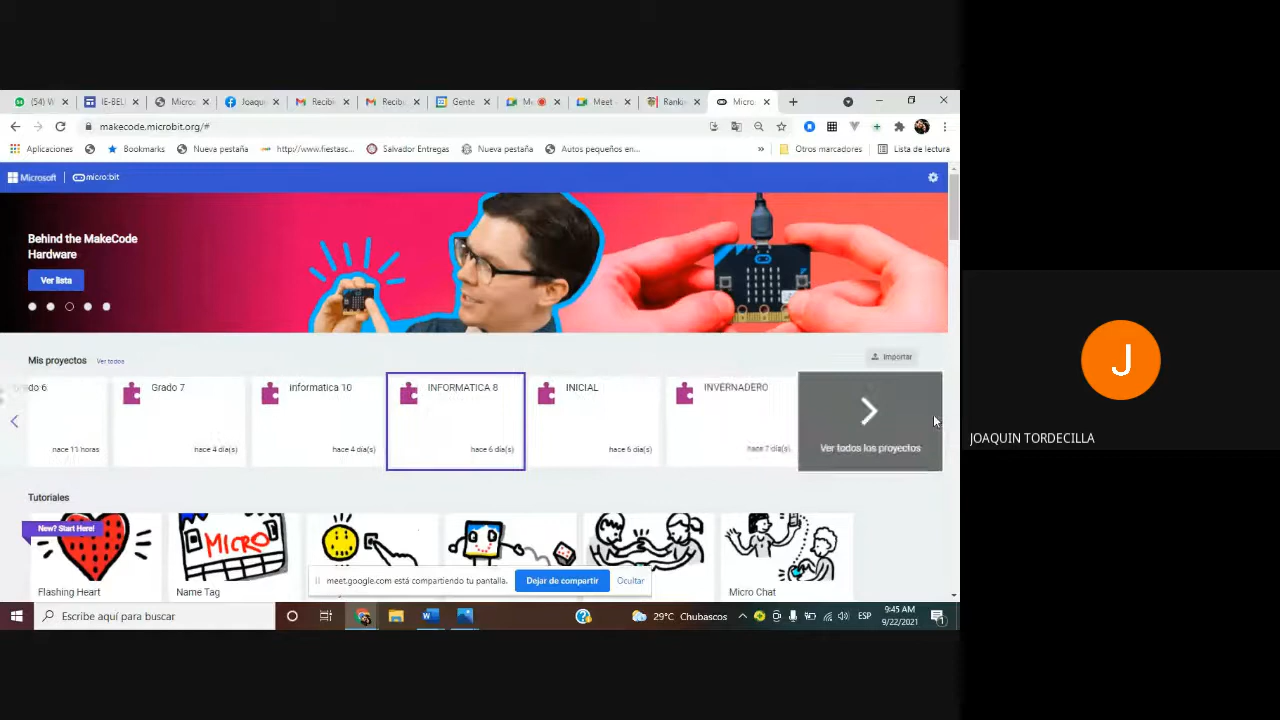 (54) W
IE-BEL
Micros
Joaqu
Recibi
Recib
Gente
Me
Meet -
Ranki
Micro
makecode.microbit.org/#
Aplicaciones
Bookmarks
Nueva pestaña
http://www.fiestasc...
Salvador Entregas
Nueva pestaña
Autos pequeños en...
»
Otros marcadores
Lista de lectura
Microsoft
micro:bit
Behind the MakeCode
Hardware
Ver lista
Mis proyectos
Ver todos
Importar
do 6
Grado 7
informatica 10
INFORMATICA 8
INICIAL
INVERNADERO
hace 11 horas
hace 4 día(s)
hace 4 día(s)
hace 6 día(s)
hace 6 día(s)
hace 7 día(s)
Ver todos los proyectos
Tutoriales
New? Start Here!
MICRO
Flashing Heart
Name Tag
Micro Chat
meet.google.com está compartiendo tu pantalla.
Dejar de compartir
Ocultar
Escribe aquí para buscar
29°C Chubascos
ESP
9:45 AM
9/22/2021
1
J
JOAQUIN TORDECILLA